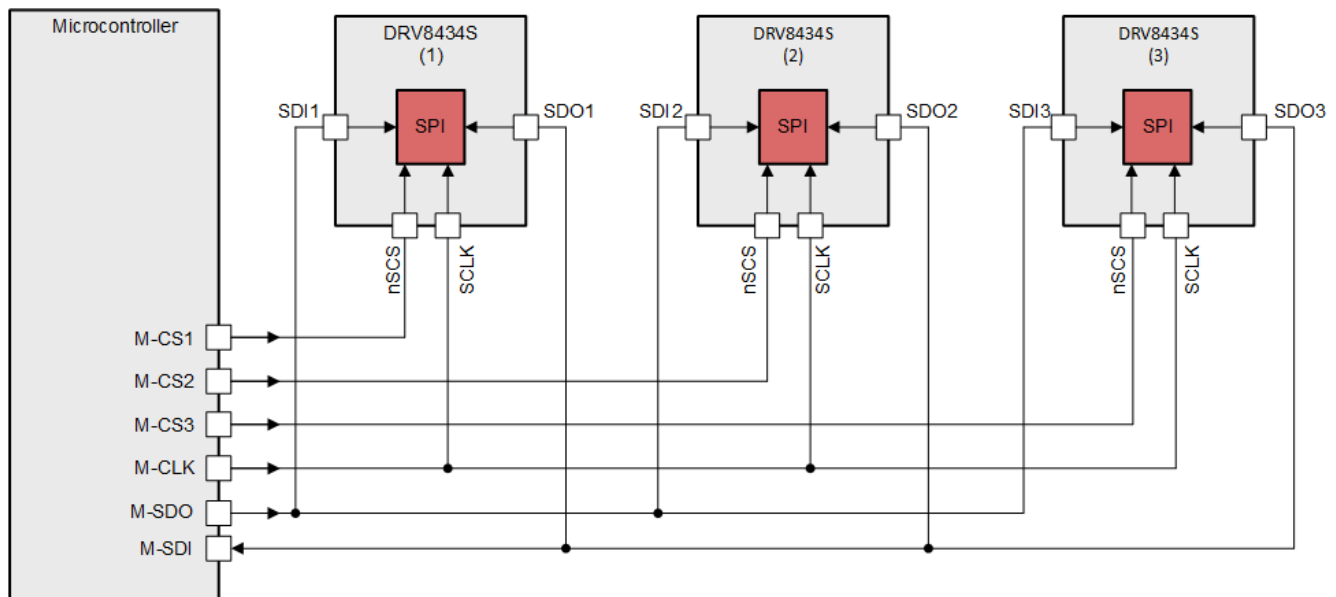 Microcontroller
DRV8434S
(1)
DRV8434S
(2)
DRV8434S
(3)
SDI1
SPI
SDO1
SDI2
SPI
SDO2
SDI3
SPI
SDO3
nSCS
SCLK
nSCS
SCLK
nSCS
SCLK
M-CS1
M-CS2
M-CS3
M-CLK
M-SDO
M-SDI